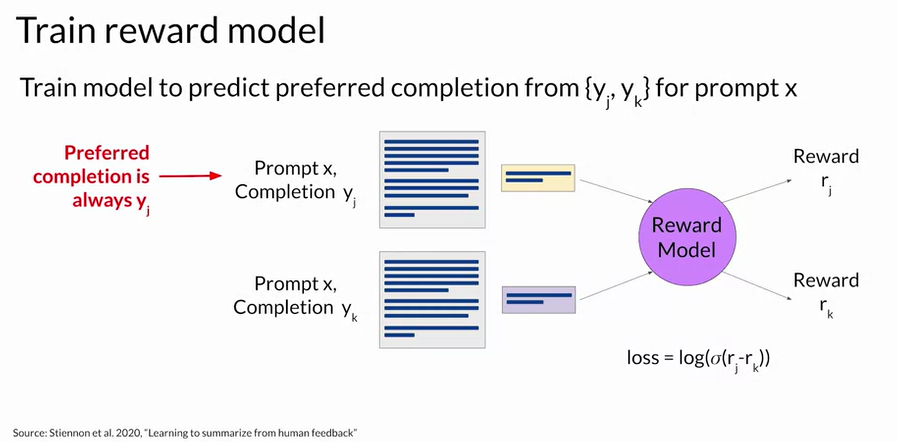 Train reward model
Train model to predict preferred completion from {yj, yk} for prompt x
Preferred
completion is
always yj
Prompt x,
Completion yj
Prompt x,
Completion yk
Reward
Model
Reward
rj
Reward
rk
loss = log(σ(rj-rk))
Source: Stiennon et al. 2020, “Learning to summarize from human feedback”